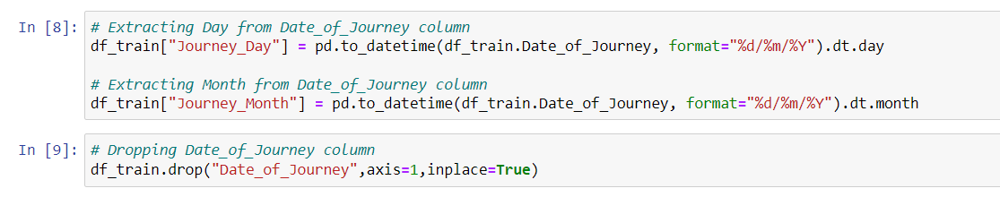 In [8]: # Extracting Day from Date_of_Journey column
df_train["Journey_Day"] = pd.to_datetime(df_train.Date_of_Journey, format="%d/%m/%Y").dt.day
# Extracting Month from Date_of_Journey column
df_train["Journey_Month"] = pd.to_datetime(df_train.Date_of_Journey, format="%d/%m/%Y").dt.month
In [9]: # Dropping Date_of_Journey column
df_train.drop("Date_of_Journey",axis=1,inplace=True)